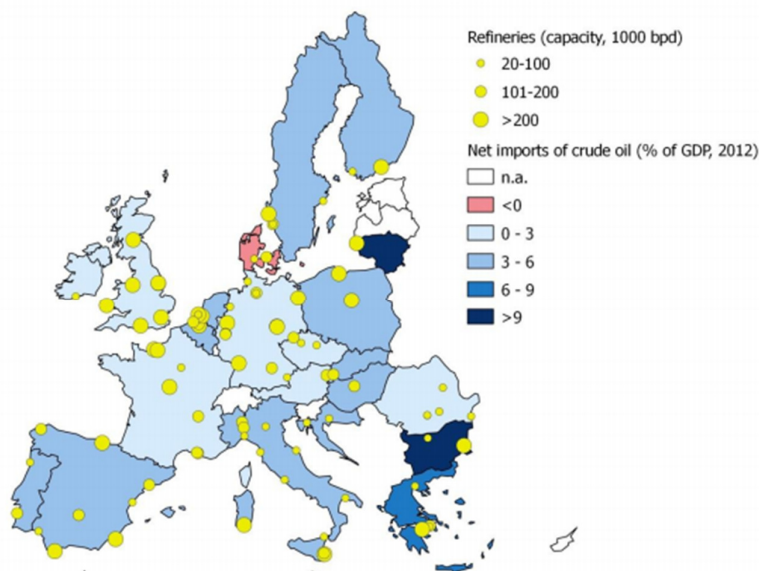 Refineries (capacity, 1000 bpd)
20-100
101-200
>200
Net imports of crude oil (% of GDP, 2012)
n.a.
<0
0 - 3
3 - 6
6 - 9
>9